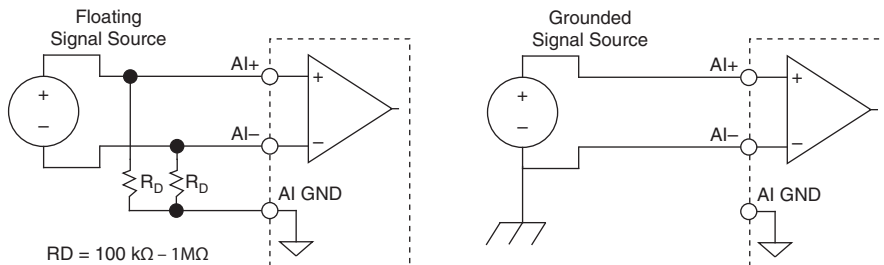 Floating
Signal Source
AI+
+
+
−
AI−
−
R_D
R_D
AI GND
RD = 100 kΩ – 1MΩ
Grounded
Signal Source
AI+
+
+
−
AI−
−
AI GND